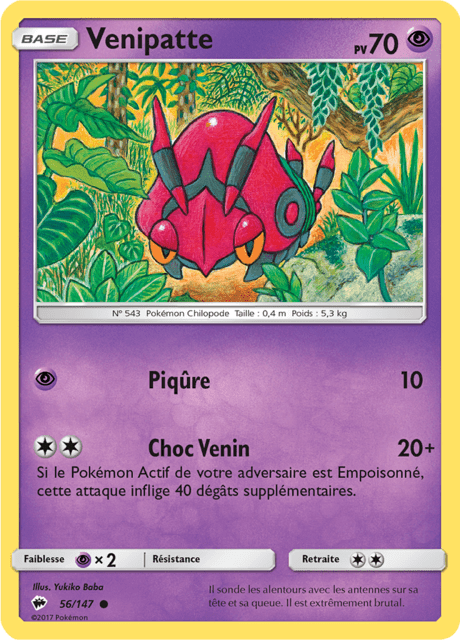 BASE Venipatte PV70
N° 543 Pokémon Chilopode Taille : 0,4 m Poids : 5,3 kg
Piqûre 10
Choc Venin 20+
Si le Pokémon Actif de votre adversaire est Empoisonné,
cette attaque inflige 40 dégâts supplémentaires.
Faiblesse ×2 Résistance Retraite
Illus. Yukiko Baba
56/147
©2017 Pokémon
Il sonde les alentours avec les antennes sur sa
tête et sa queue. Il est extrêmement brutal.